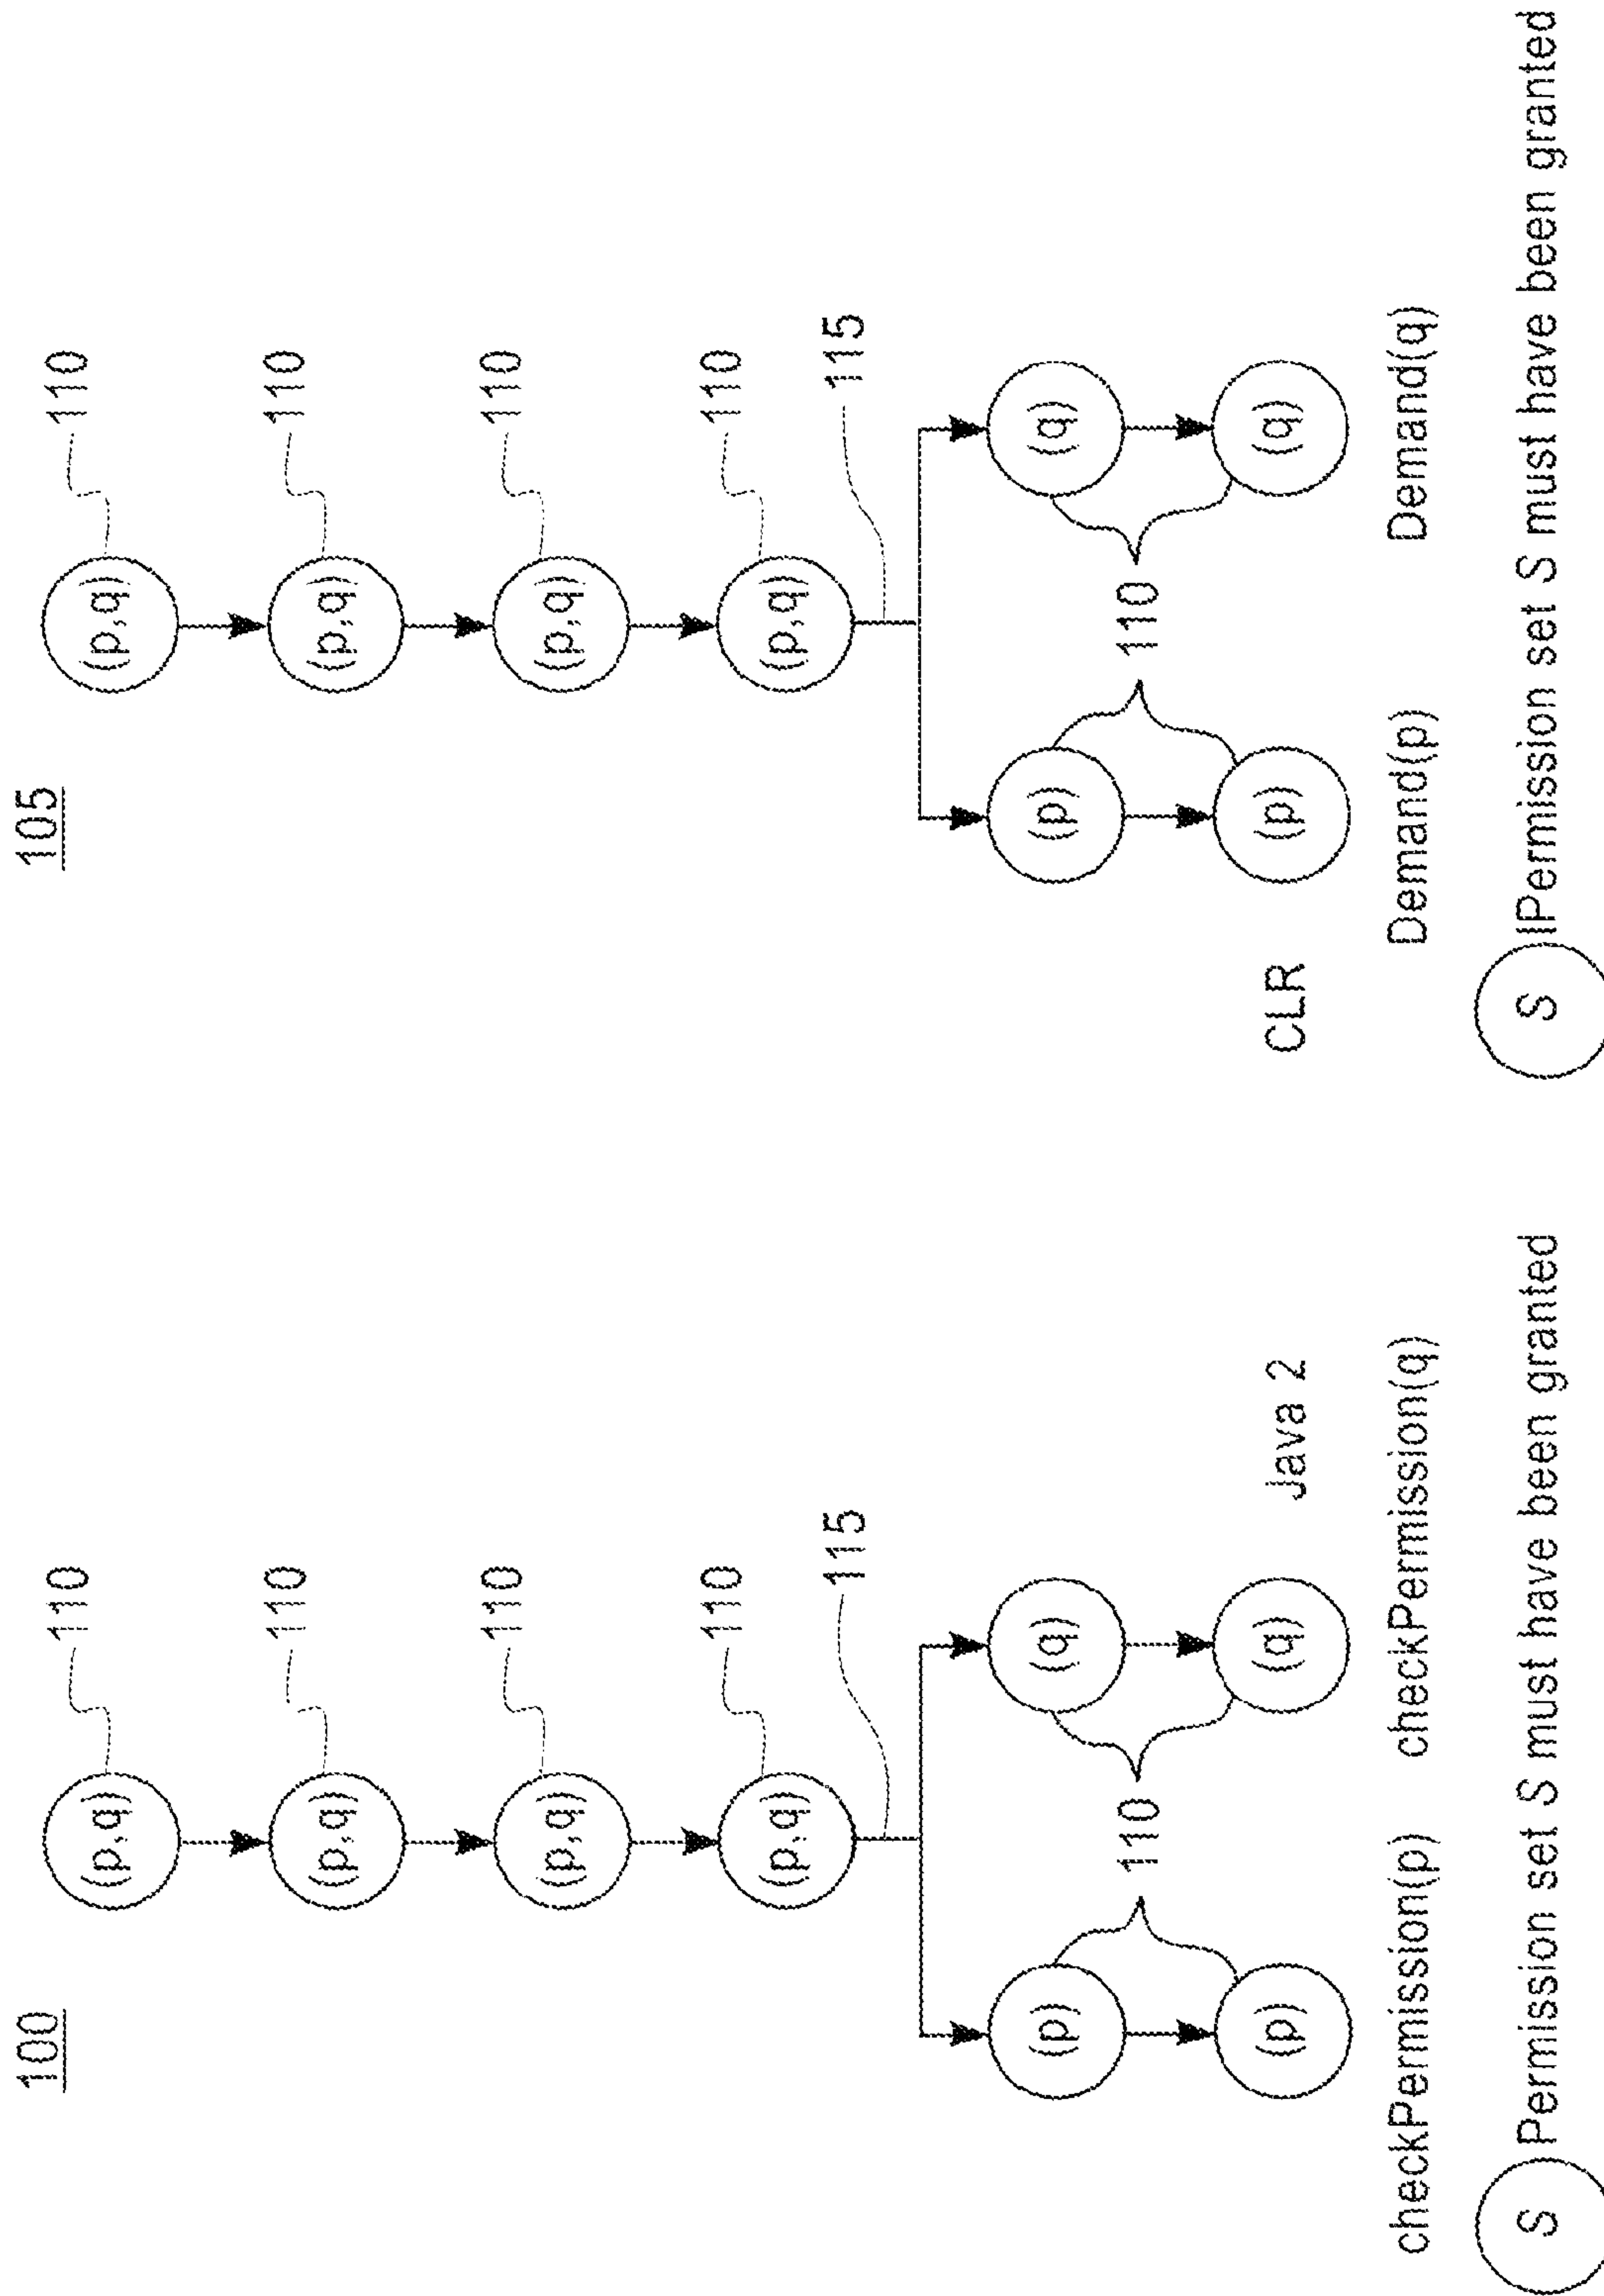 100
(p,q)
110
(p,q)
110
(p,q)
110
(p,q)
110
115
(p)
(q)
110
(p)
(q)
Java 2
checkPermission(p)
checkPermission(q)
S
Permission set S must have been granted
105
(p,q)
110
(p,q)
110
(p,q)
110
(p,q)
110
115
(p)
(q)
110
CLR
(p)
(q)
Demand(p)
Demand(q)
S
IPermission set S must have been granted